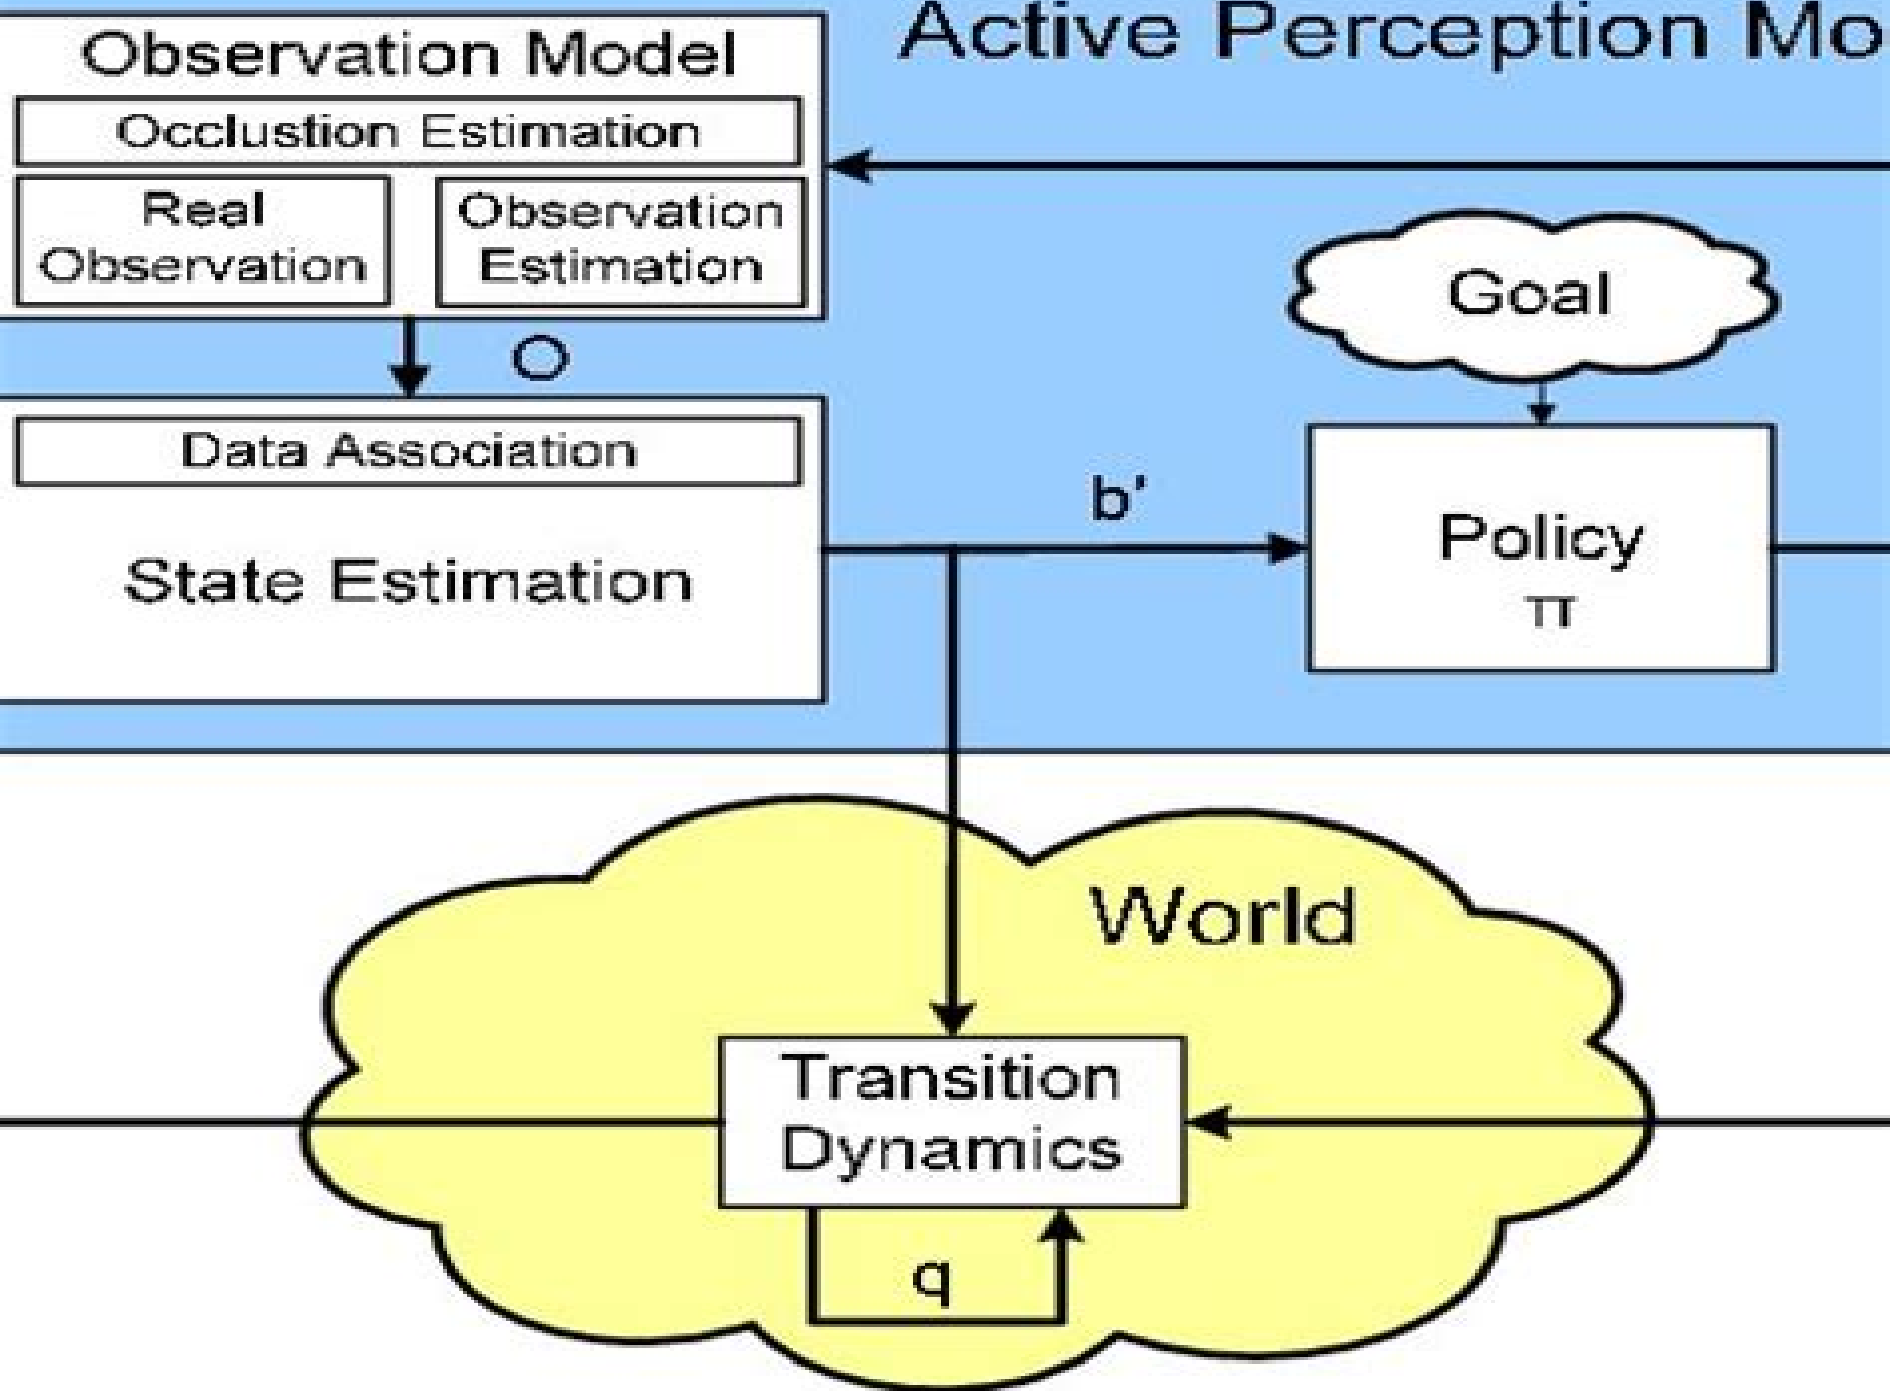 Active Perception Mo
Observation Model
Occlustion Estimation
Real
Observation
Observation
Estimation
O
Goal
Data Association
State Estimation
b'
Policy
π
World
Transition
Dynamics
q